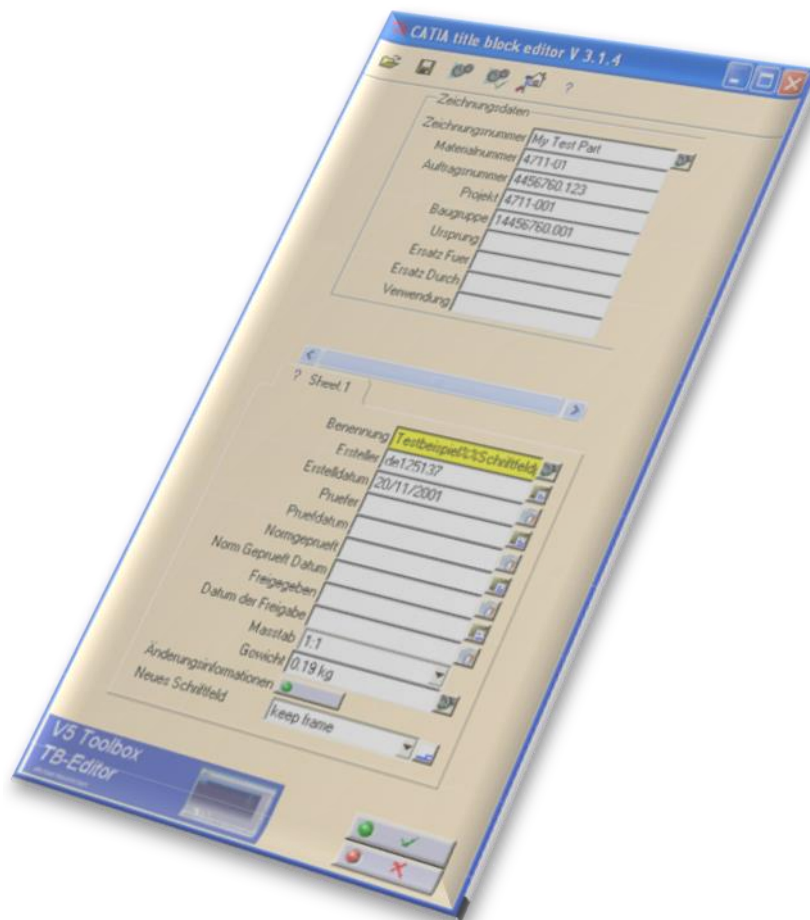 CATIA title block editor V 3.1.4
?
Zeichnungsdaten
Zeichnungsnummer My Test Part
Materialnummer 4711-01
Auftragsnummer 4456760.123
Projekt 4711-001
Baugruppe 14456760.001
Ursprung
Ersatz Fuer
Ersatz Durch
Verwendung
? Sheet.1
Benennung Testbeispiel%%Schriftfeld
Ersteller de125137
Erstelldatum 20/11/2001
Pruefer
Pruefdatum
Normgeprueft
Norm Geprueft Datum
Freigegeben
Datum der Freigabe
Masstab 1:1
Gewicht 0.19 kg
Änderungsinformationen
Neues Schriftfeld keep frame
V5 Toolbox
TB-Editor